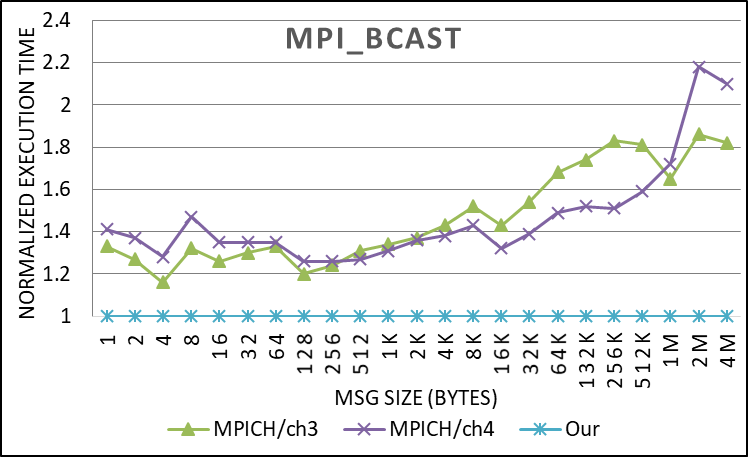 MPI_BCAST
NORMALIZED EXECUTION TIME
2.4
2.2
2
1.8
1.6
1.4
1.2
1
1 2 4 8 16 32 64 128 256 512 1K 2K 4K 8K 16K 32K 64K 132K 256K 512K 1M 2M 4M
MSG SIZE (BYTES)
MPICH/ch3 MPICH/ch4 Our